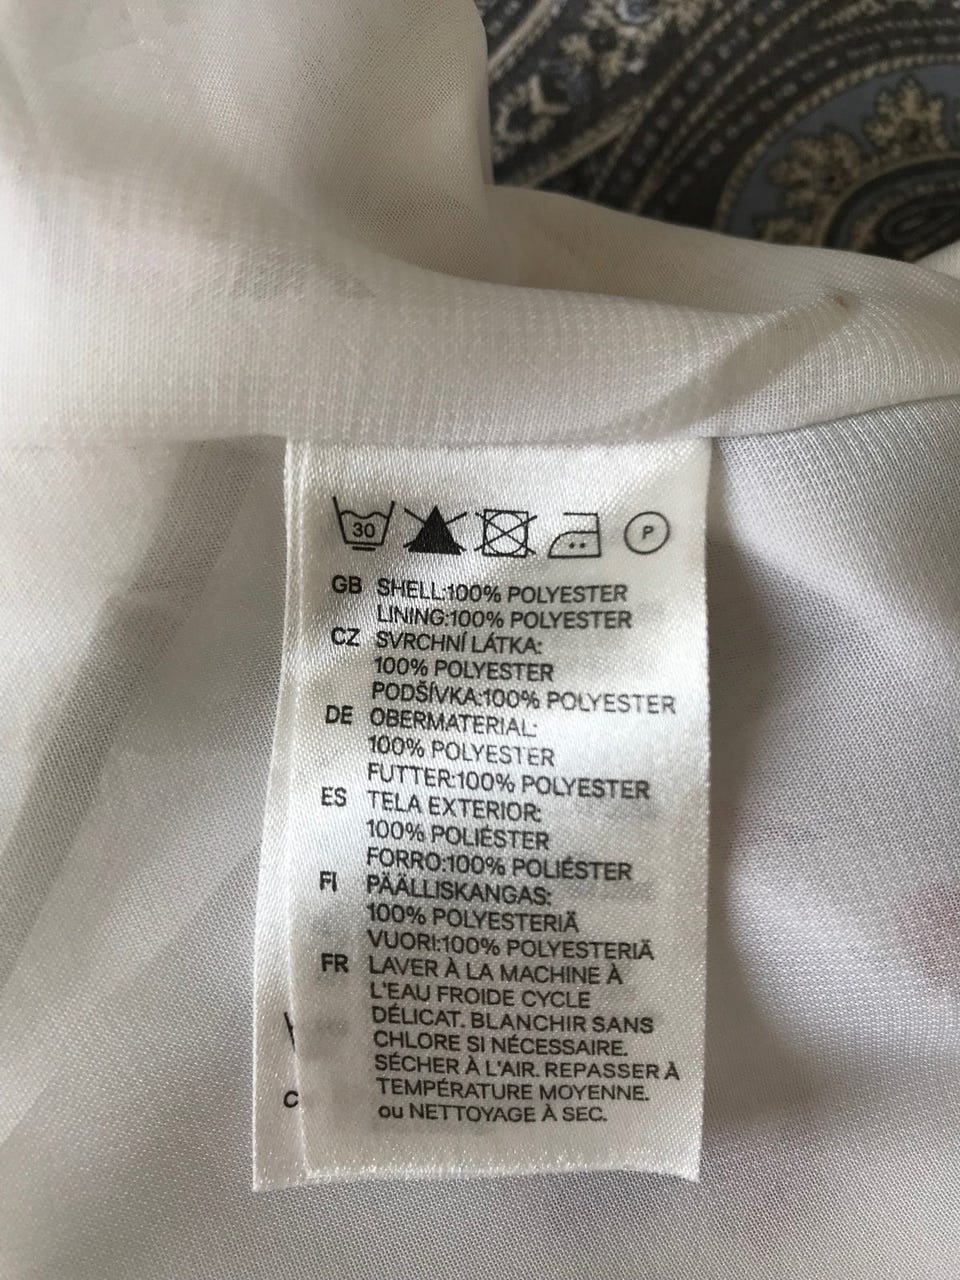 30
P
GB SHELL:100% POLYESTER
LINING:100% POLYESTER
CZ SVRCHNÍ LÁTKA:
100% POLYESTER
PODŠÍVKA:100% POLYESTER
DE OBERMATERIAL:
100% POLYESTER
FUTTER:100% POLYESTER
ES TELA EXTERIOR:
100% POLIÉSTER
FORRO:100% POLIÉSTER
FI PÄÄLLISKANGAS:
100% POLYESTERIÄ
VUORI:100% POLYESTERIÄ
FR LAVER À LA MACHINE À
L'EAU FROIDE CYCLE
DÉLICAT. BLANCHIR SANS
CHLORE SI NÉCESSAIRE.
SÉCHER À L'AIR. REPASSER À
TEMPÉRATURE MOYENNE.
ou NETTOYAGE À SEC.